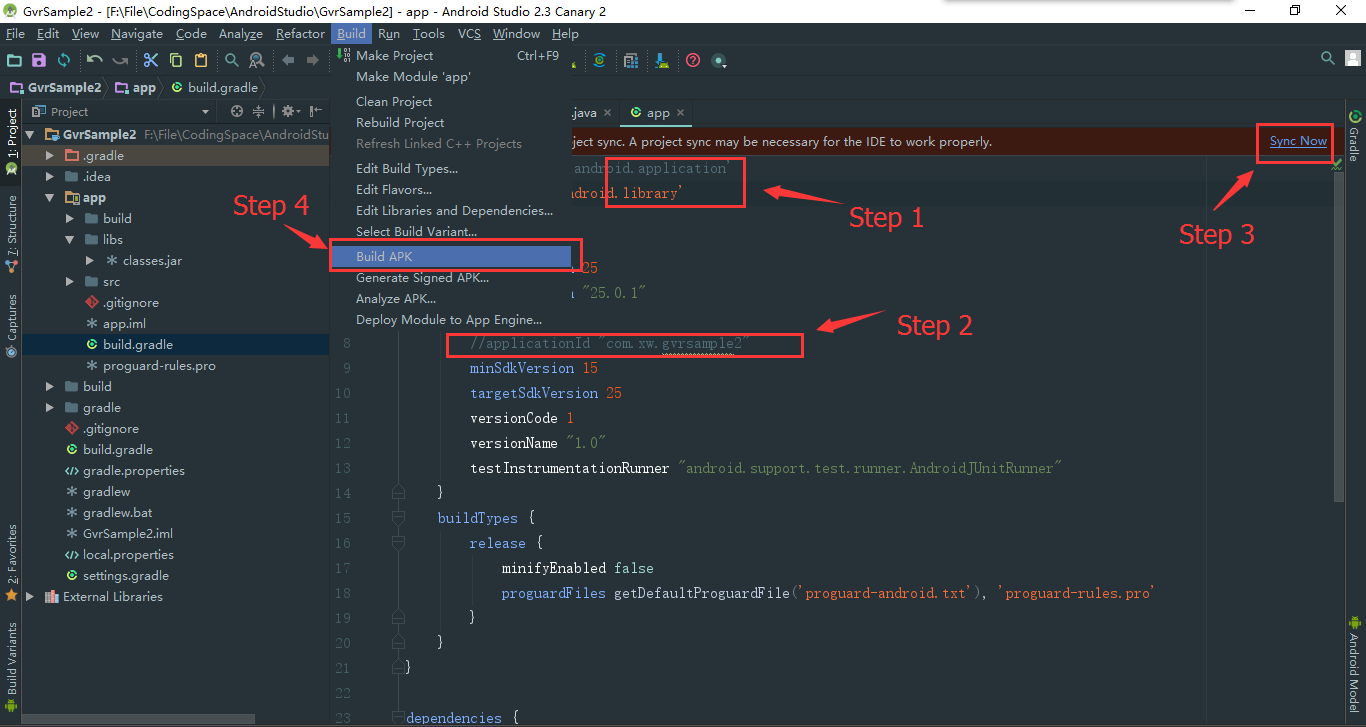 GvrSample2 - [F:\File\CodingSpace\AndroidStudio\GvrSample2] - app - Android Studio 2.3 Canary 2
File Edit View Navigate Code Analyze Refactor Build Run Tools VCS Window Help
GvrSample2 app build.gradle
Make Project Ctrl+F9
Make Module 'app'
Clean Project
Rebuild Project
Refresh Linked C++ Projects
Edit Build Types...
Edit Flavors...
Edit Libraries and Dependencies...
Select Build Variant...
Build APK
Generate Signed APK...
Analyze APK...
Deploy Module to App Engine...
1: Project
7: Structure
Captures
2: Favorites
Build Variants
Project
GvrSample2 F:\File\CodingSpace\AndroidStu
.gradle
.idea
app
build
libs
classes.jar
src
.gitignore
app.iml
build.gradle
proguard-rules.pro
build
gradle
.gitignore
build.gradle
gradle.properties
gradlew
gradlew.bat
GvrSample2.iml
local.properties
settings.gradle
External Libraries
.java app
ject sync. A project sync may be necessary for the IDE to work properly. Sync Now
android.application'
ndroid.library'
25
"25.0.1"
8 //applicationId "com.xw.gvrsample2"
9 minSdkVersion 15
10 targetSdkVersion 25
11 versionCode 1
12 versionName "1.0"
13 testInstrumentationRunner "android.support.test.runner.AndroidJUnitRunner"
14 }
15 buildTypes {
16 release {
17 minifyEnabled false
18 proguardFiles getDefaultProguardFile('proguard-android.txt'), 'proguard-rules.pro'
19 }
20 }
21 }
22
23 dependencies {
Step 1
Step 2
Step 3
Step 4
Gradle
Android Model